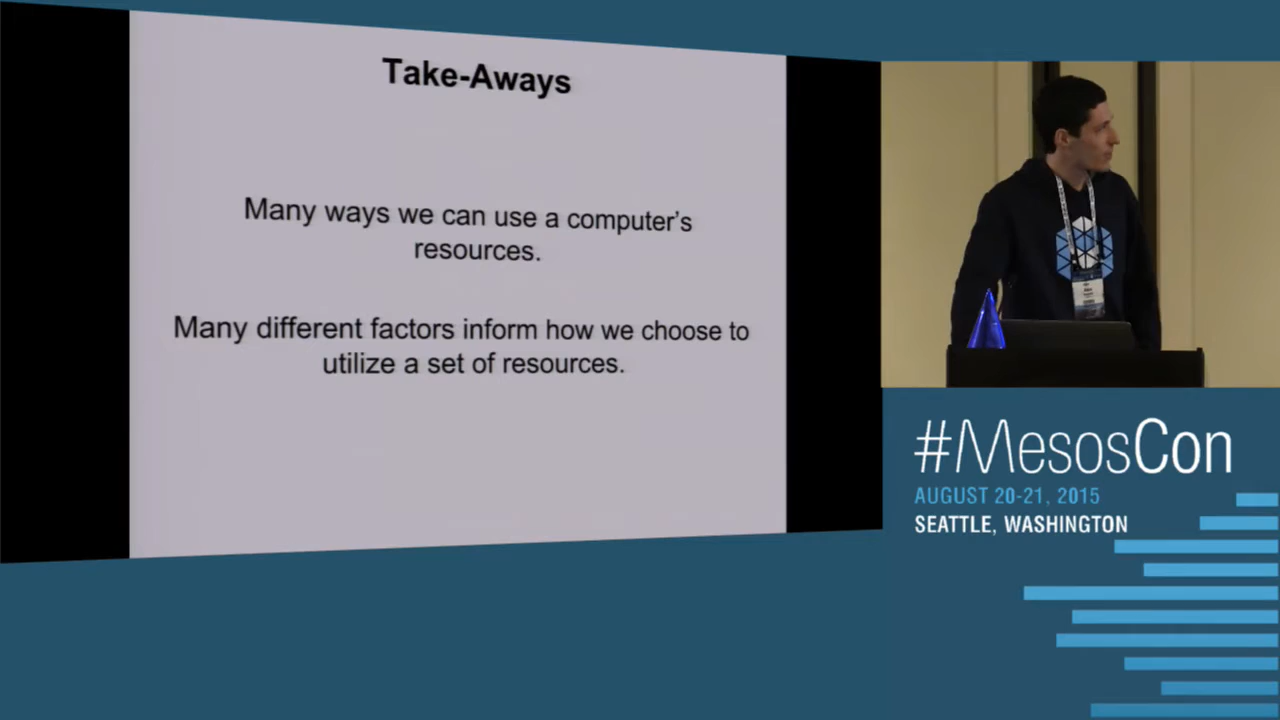 Take-Aways
Many ways we can use a computer's
resources.
Many different factors inform how we choose to
utilize a set of resources.
#MesosCon
AUGUST 20-21, 2015
SEATTLE, WASHINGTON